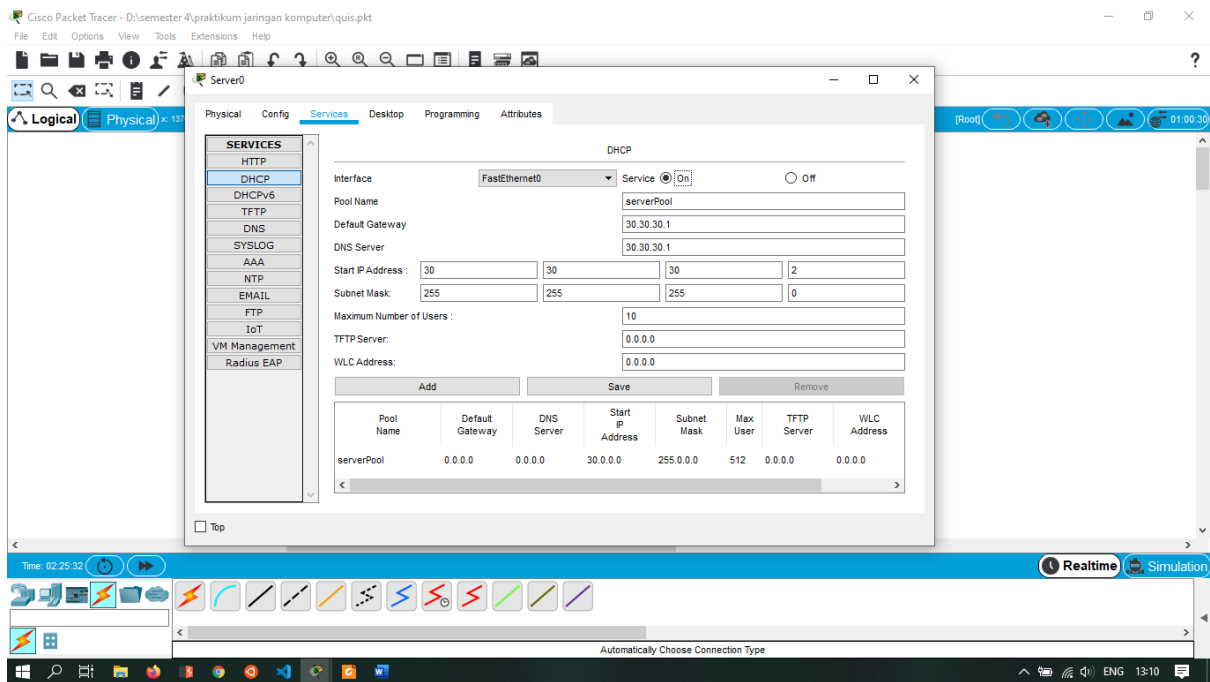 Cisco Packet Tracer - D:\semester 4\praktikum jaringan komputer\quis.pkt
File Edit Options View Tools Extensions Help
?
Server0
Logical Physical x: 137
[Root] 01:00:30
Physical Config Services Desktop Programming Attributes
SERVICES
HTTP
DHCP
DHCPv6
TFTP
DNS
SYSLOG
AAA
NTP
EMAIL
FTP
IoT
VM Management
Radius EAP
DHCP
Interface FastEthernet0 Service On Off
Pool Name serverPool
Default Gateway 30.30.30.1
DNS Server 30.30.30.1
Start IP Address : 30 30 30 2
Subnet Mask: 255 255 255 0
Maximum Number of Users : 10
TFTP Server: 0.0.0.0
WLC Address: 0.0.0.0
Add Save Remove
Pool Name Default Gateway DNS Server Start IP Address Subnet Mask Max User TFTP Server WLC Address
serverPool 0.0.0.0 0.0.0.0 30.0.0.0 255.0.0.0 512 0.0.0.0 0.0.0.0
Top
Time: 02:25:32 Realtime Simulation
Automatically Choose Connection Type
ENG 13:10